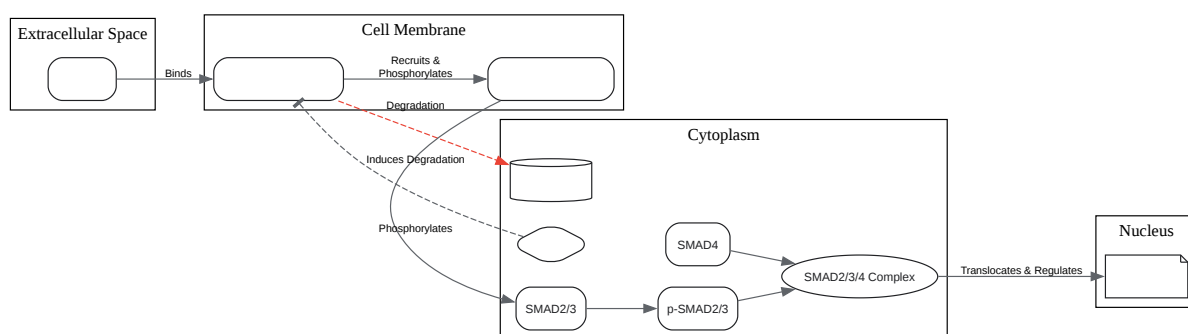 Extracellular Space
Cell Membrane
Binds
Recruits &
Phosphorylates
Degradation
Cytoplasm
Induces Degradation
Phosphorylates
SMAD4
Nucleus
SMAD2/3/4 Complex
Translocates & Regulates
SMAD2/3
p-SMAD2/3